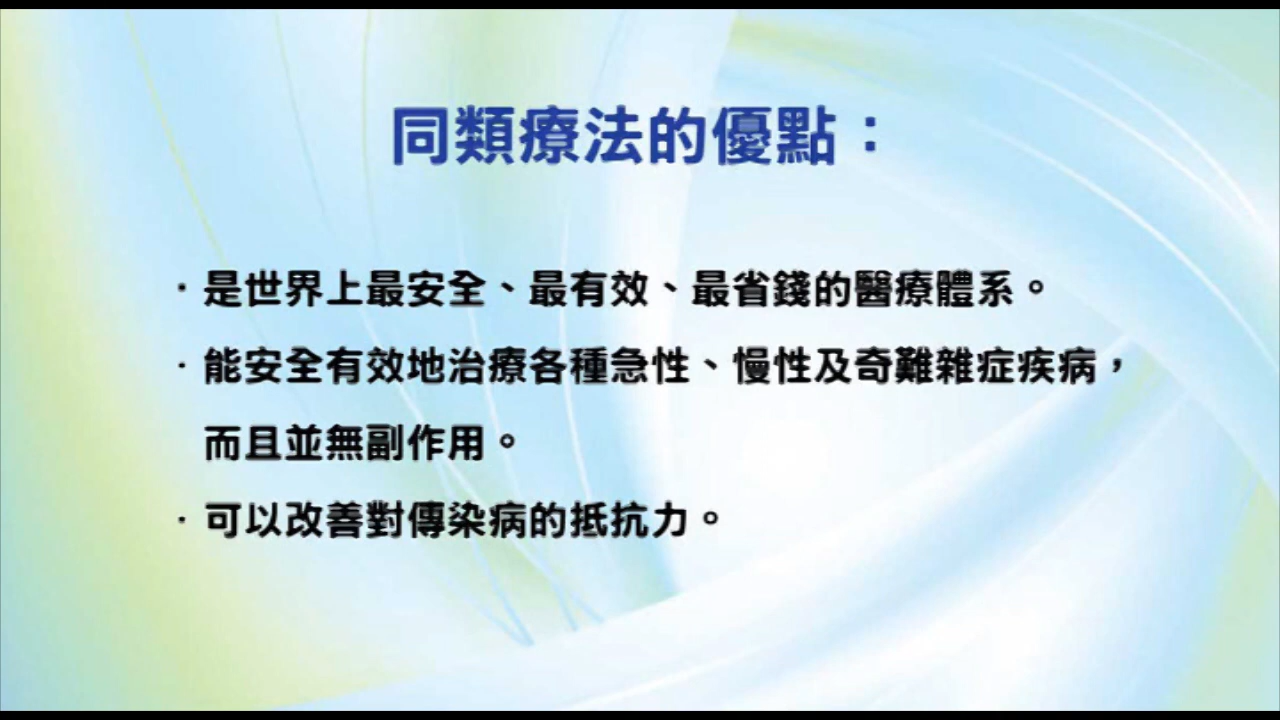 同類療法的優點：
·是世界上最安全、最有效、最省錢的醫療體系。
·能安全有效地治療各種急性、慢性及奇難雜症疾病，
而且並無副作用。
·可以改善對傳染病的抵抗力。